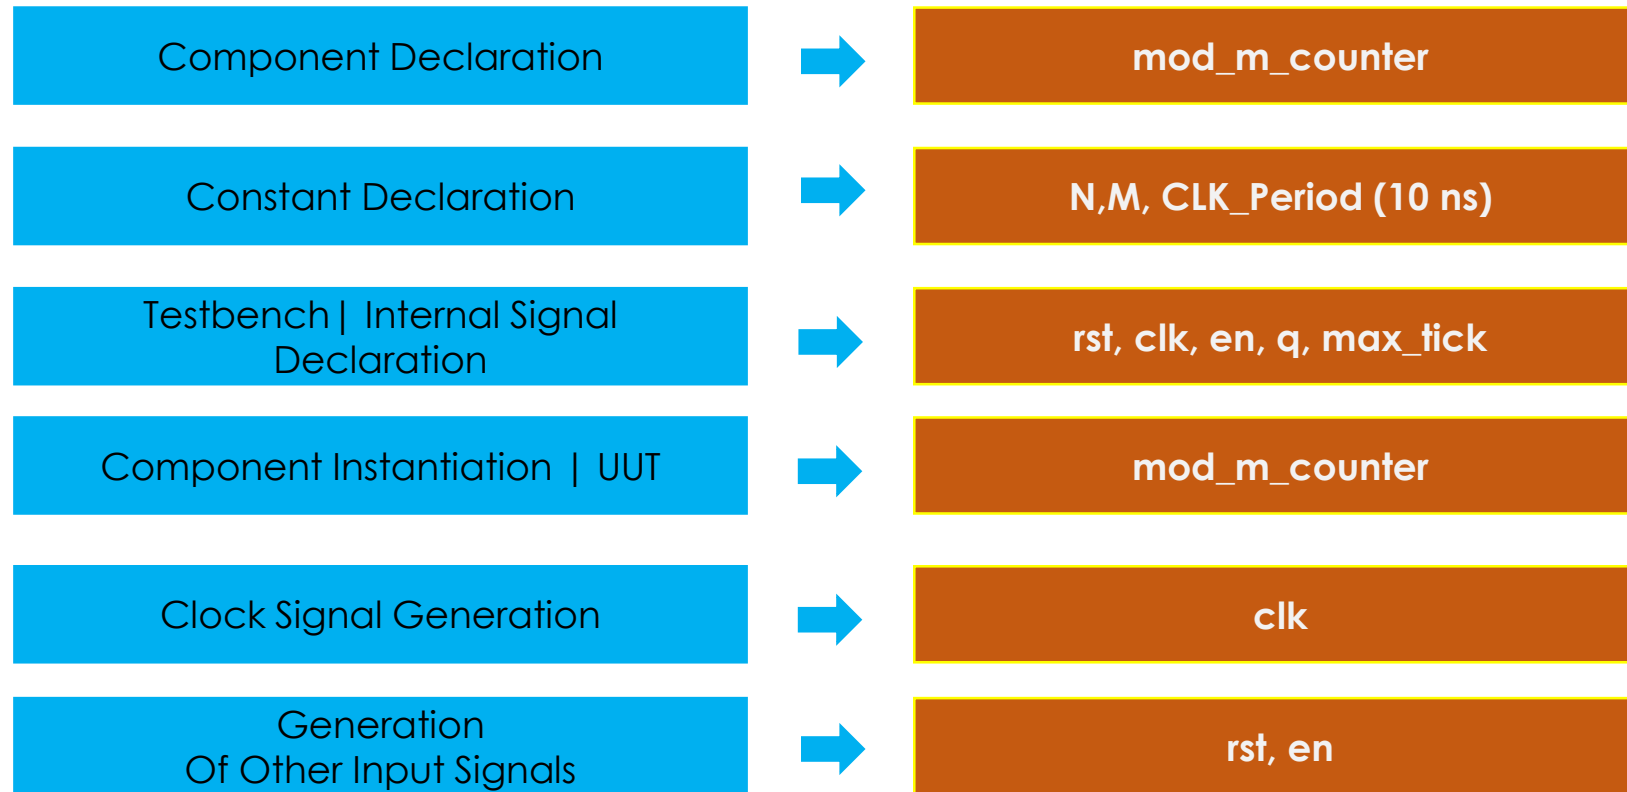 Component Declaration
mod_m_counter
Constant Declaration
N,M, CLK_Period (10 ns)
Testbench| Internal Signal
Declaration
rst, clk, en, q, max_tick
Component Instantiation | UUT
mod_m_counter
Clock Signal Generation
clk
Generation
Of Other Input Signals
rst, en